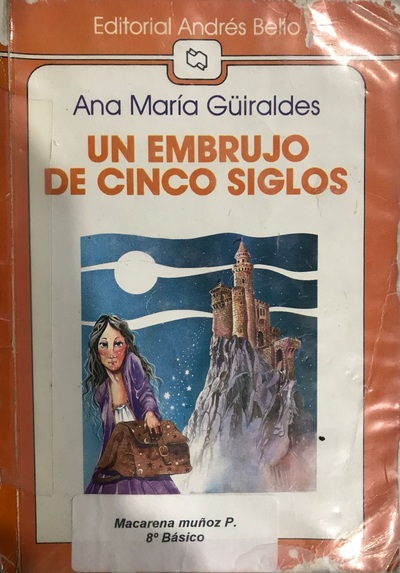 Editorial Andrés Bello
Ana María Güiraldes
UN EMBRUJO
DE CINCO SIGLOS
Macarena muñoz P.
8º Básico